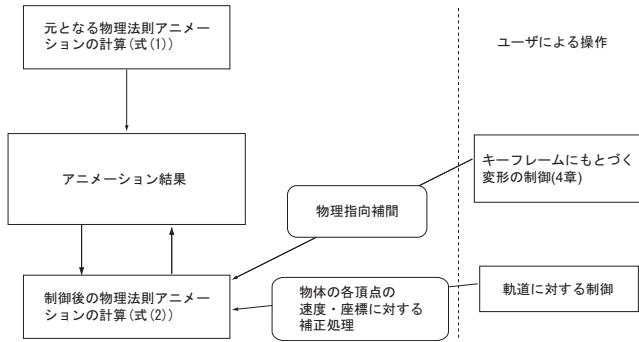 元となる物理法則アニメー
ションの計算(式(1))
ユーザによる操作
アニメーション結果
キーフレームにもとづく
変形の制御(4章)
物理指向補間
制御後の物理法則アニメー
ションの計算(式(2))
物体の各頂点の
速度・座標に対する
補正処理
軌道に対する制御